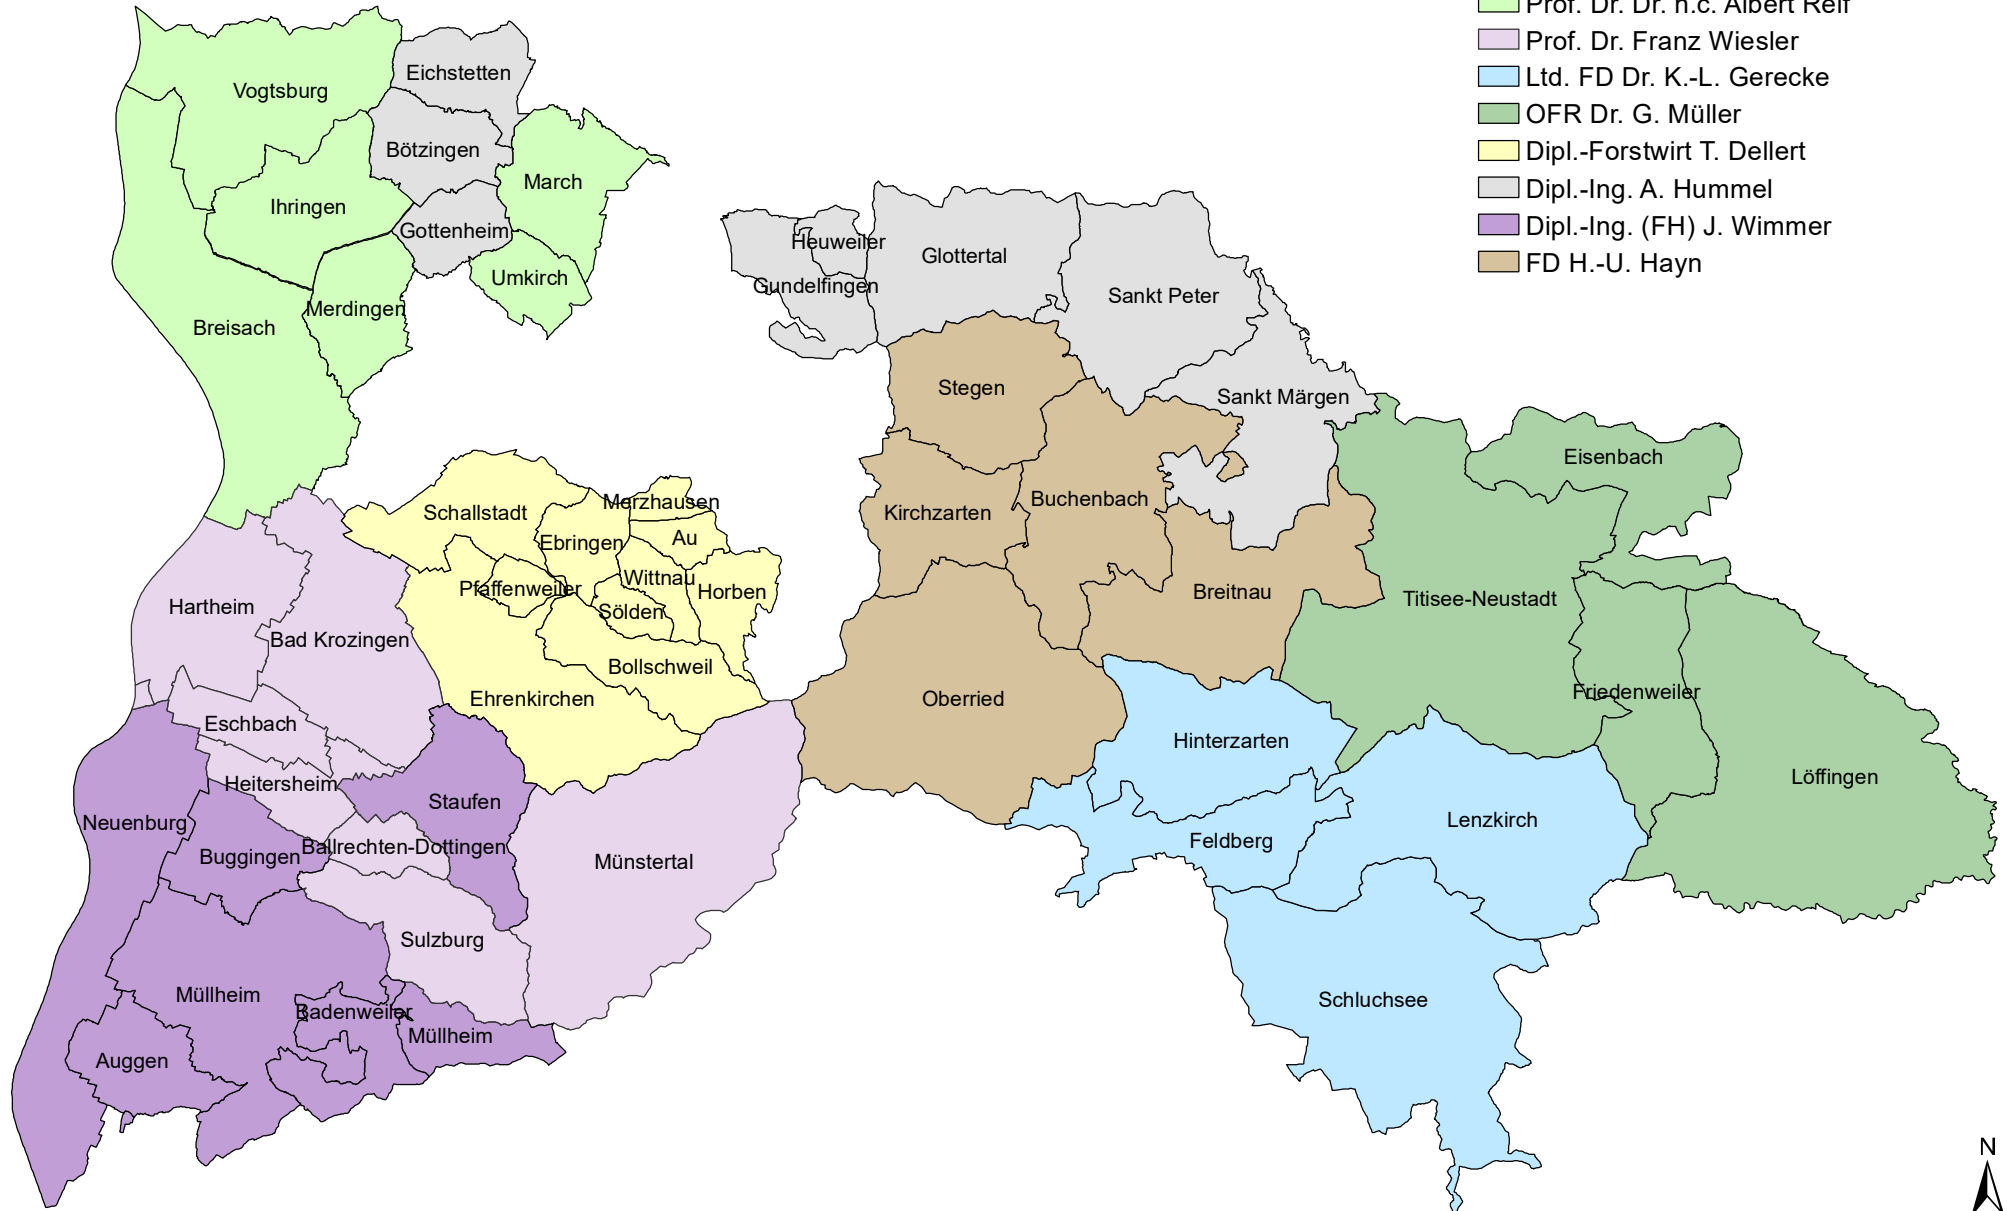 Prof. Dr. Dr. h.c. Albert Reif
Prof. Dr. Franz Wiesler
Ltd. FD Dr. K.-L. Gerecke
OFR Dr. G. Müller
Dipl.-Forstwirt T. Dellert
Dipl.-Ing. A. Hummel
Dipl.-Ing. (FH) J. Wimmer
FD H.-U. Hayn
Eichstetten
Vogtsburg
Bötzingen
March
Ihringen
Gottenheim
Umkirch
Merdingen
Breisach
Heuweiler
Glottertal
Gundelfingen
Sankt Peter
Stegen
Sankt Märgen
Eisenbach
Buchenbach
Kirchzarten
Merzhausen
Schallstadt
Au
Ebringen
Wittnau
Pfaffenweiler
Horben
Sölden
Breitnau
Titisee-Neustadt
Hartheim
Bad Krozingen
Bollschweil
Ehrenkirchen
Oberried
Friedenweiler
Eschbach
Hinterzarten
Löffingen
Heitersheim
Staufen
Neuenburg
Lenzkirch
Feldberg
Ballrechten-Dottingen
Buggingen
Münstertal
Sulzburg
Müllheim
Schluchsee
Badenweiler
Müllheim
Auggen
N